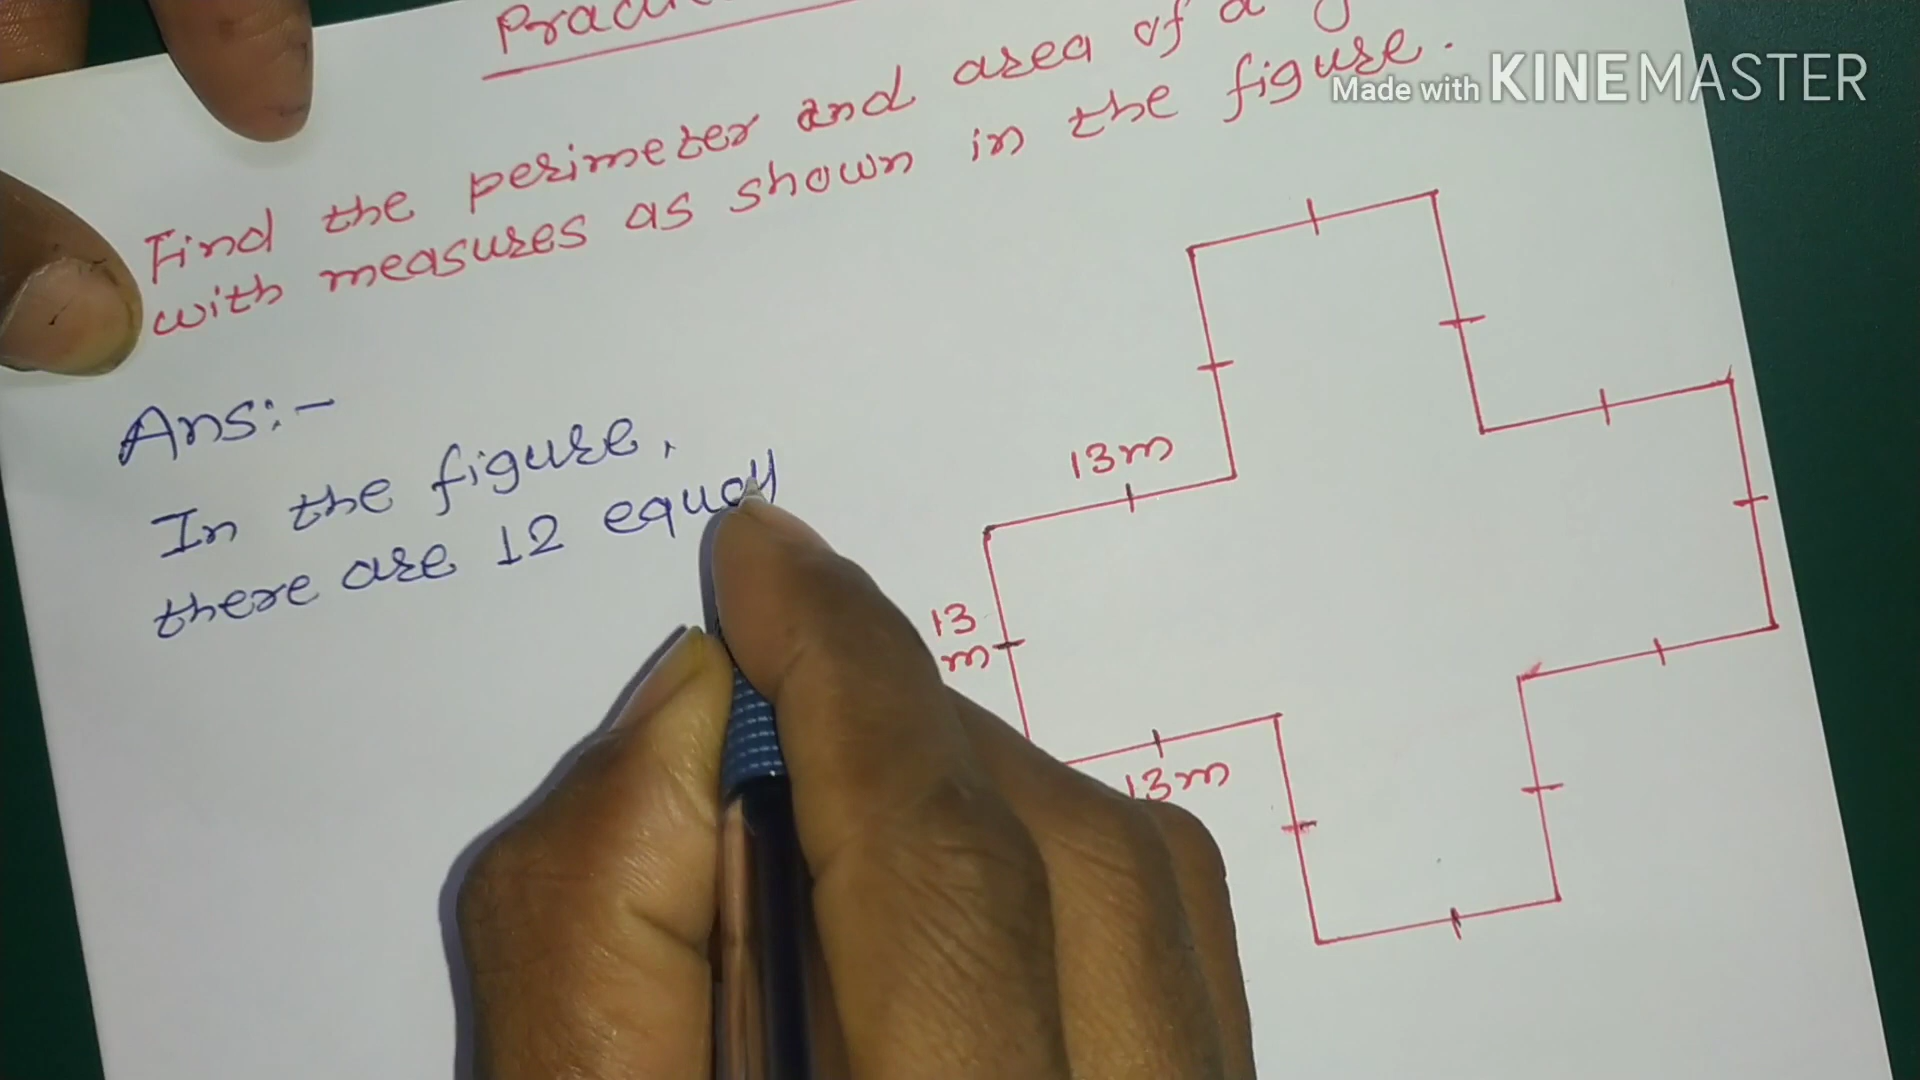 Find the perimeter and area of a
with measures as shown in the figure.
Made with KINEMASTER
Ans:-
In the figure,
there are 12 equal
13m
13
m
13m